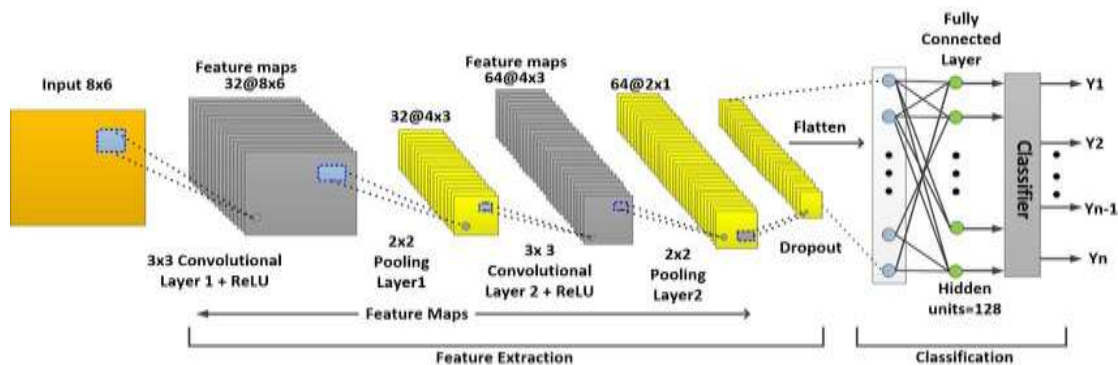 Input 8x6
Feature maps
32@8x6
32@4x3
Feature maps
64@4x3
64@2x1
Flatten
Fully
Connected
Layer
Y1
Y2
Yn-1
Yn
Classifier
3x3 Convolutional
Layer 1 + ReLU
2x2
Pooling
Layer1
3x 3
Convolutional
Layer 2 + ReLU
2x2
Pooling
Layer2
Dropout
Hidden
units=128
Feature Maps
Feature Extraction
Classification